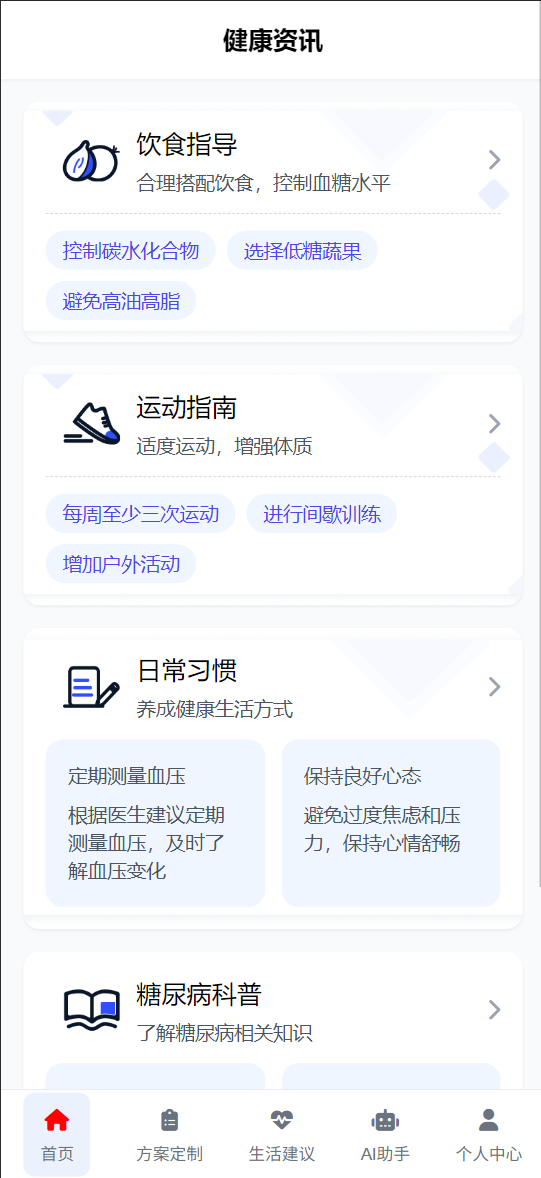 健康资讯
饮食指导
合理搭配饮食，控制血糖水平
控制碳水化合物
选择低糖蔬果
避免高油高脂
运动指南
适度运动，增强体质
每周至少三次运动
进行间歇训练
增加户外活动
日常习惯
养成健康生活方式
定期测量血压
根据医生建议定期
测量血压，及时了
解血压变化
保持良好心态
避免过度焦虑和压
力，保持心情舒畅
糖尿病科普
了解糖尿病相关知识
首页
方案定制
生活建议
AI助手
个人中心